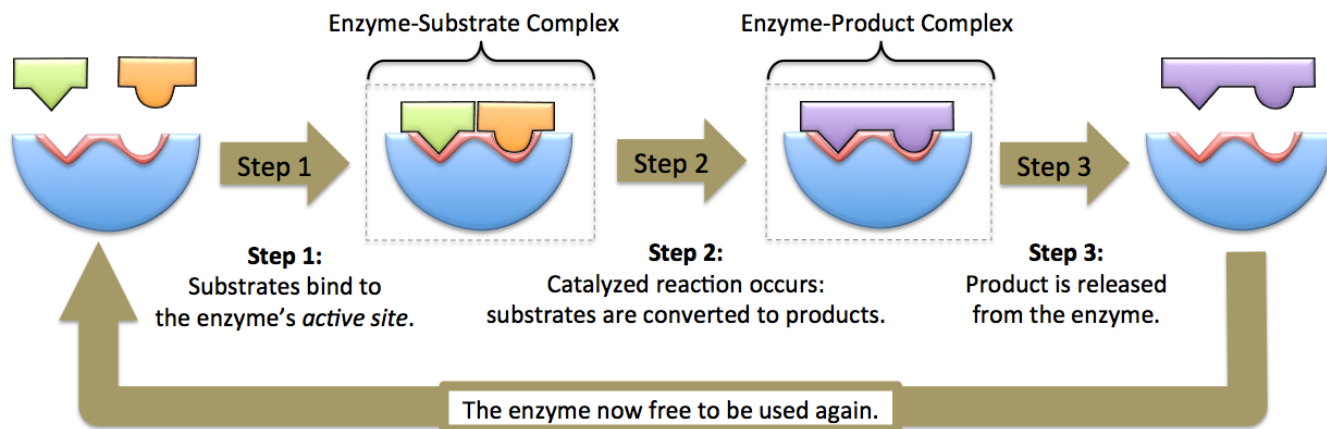 Enzyme-Substrate Complex
Enzyme-Product Complex
Step 1
Step 2
Step 3
Step 1:
Substrates bind to
the enzyme’s active site.
Step 2:
Catalyzed reaction occurs:
substrates are converted to products.
Step 3:
Product is released
from the enzyme.
The enzyme now free to be used again.